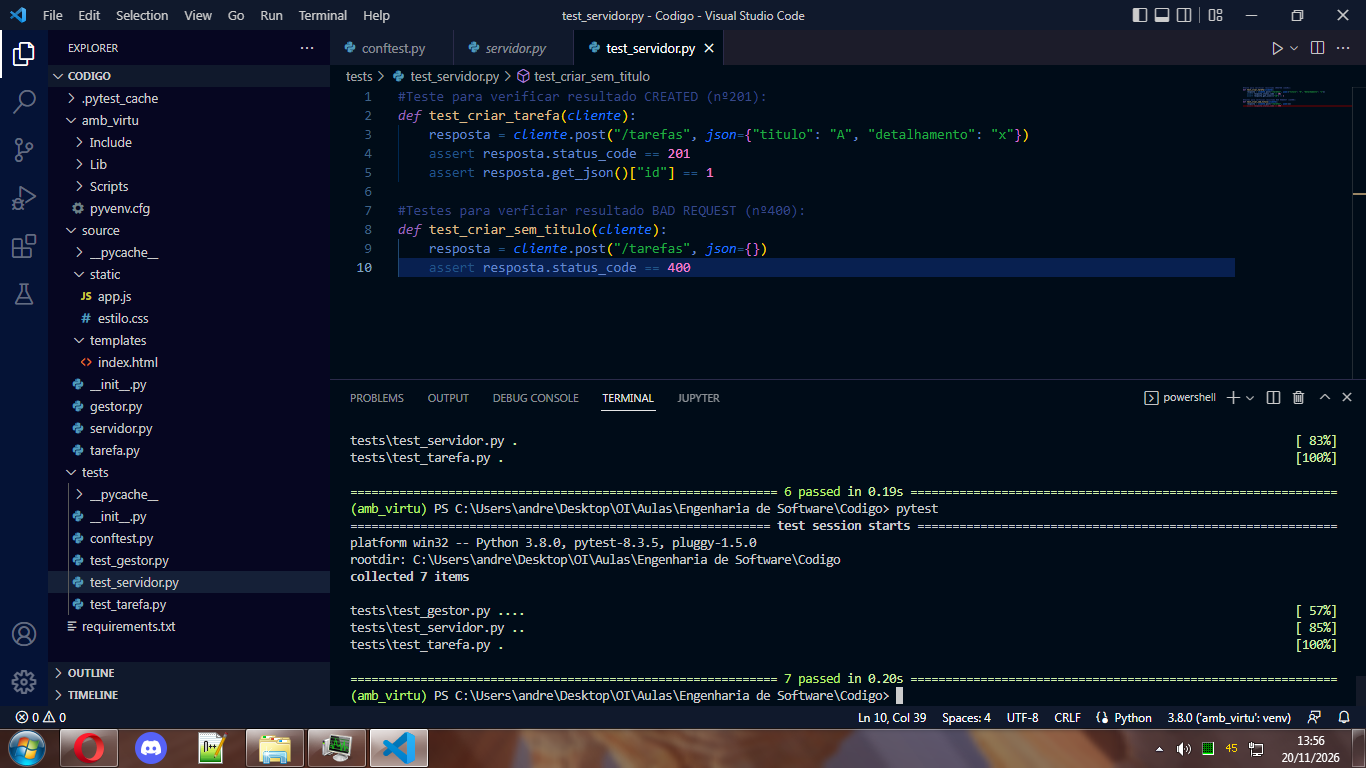 File Edit Selection View Go Run Terminal Help test_servidor.py - Codigo - Visual Studio Code
EXPLORER
CODIGO
.pytest_cache
amb_virtu
Include
Lib
Scripts
pyvenv.cfg
source
__pycache__
static
JS app.js
# estilo.css
templates
<> index.html
__init__.py
gestor.py
servidor.py
tarefa.py
tests
__pycache__
__init__.py
conftest.py
test_gestor.py
test_servidor.py
test_tarefa.py
requirements.txt
OUTLINE
TIMELINE
conftest.py servidor.py test_servidor.py
tests > test_servidor.py > test_criar_sem_titulo
1 #Teste para verificar resultado CREATED (nº201):
2 def test_criar_tarefa(cliente):
3 resposta = cliente.post("/tarefas", json={"titulo": "A", "detalhamento": "x"})
4 assert resposta.status_code == 201
5 assert resposta.get_json()["id"] == 1
6
7 #Testes para verficiar resultado BAD REQUEST (nº400):
8 def test_criar_sem_titulo(cliente):
9 resposta = cliente.post("/tarefas", json={})
10 assert resposta.status_code == 400
PROBLEMS OUTPUT DEBUG CONSOLE TERMINAL JUPYTER powershell
tests\test_servidor.py . [ 83%]
tests\test_tarefa.py . [100%]
6 passed in 0.19s
(amb_virtu) PS C:\Users\andre\Desktop\OI\Aulas\Engenharia de Software\Codigo> pytest
test session starts
platform win32 -- Python 3.8.0, pytest-8.3.5, pluggy-1.5.0
rootdir: C:\Users\andre\Desktop\OI\Aulas\Engenharia de Software\Codigo
collected 7 items
tests\test_gestor.py .... [ 57%]
tests\test_servidor.py .. [ 85%]
tests\test_tarefa.py . [100%]
7 passed in 0.20s
(amb_virtu) PS C:\Users\andre\Desktop\OI\Aulas\Engenharia de Software\Codigo>
0 0 Ln 10, Col 39 Spaces: 4 UTF-8 CRLF Python 3.8.0 ('amb_virtu': venv)
45 13:56
20/11/2026